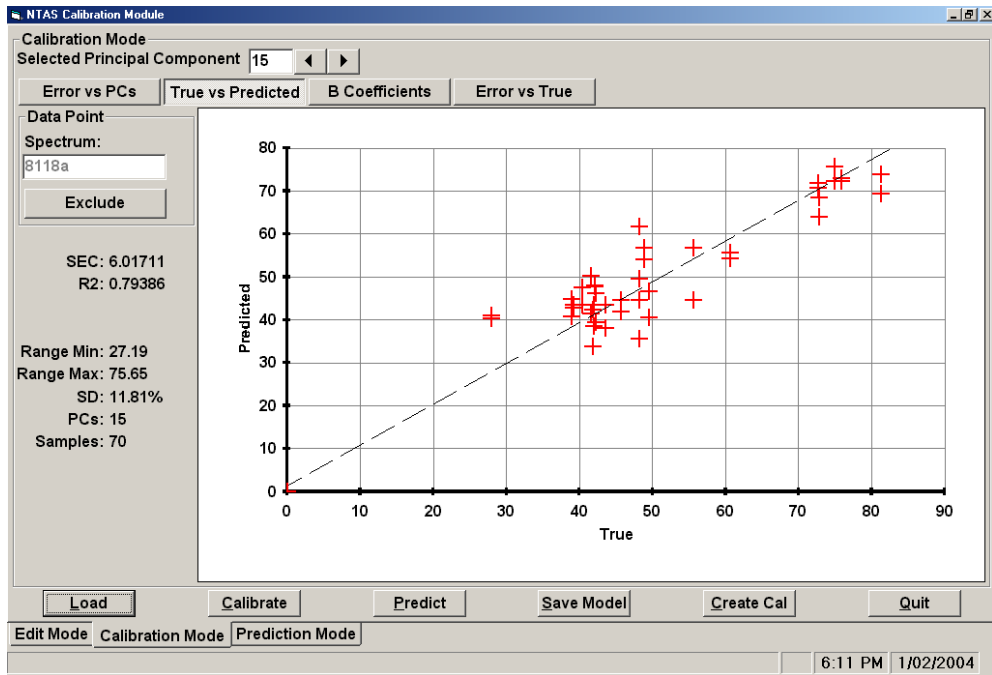 NTAS Calibration Module
Calibration Mode
Selected Principal Component 15
Error vs PCs True vs Predicted B Coefficients Error vs True
Data Point
Spectrum:
8118a
Exclude
SEC: 6.01711
R2: 0.79386
Range Min: 27.19
Range Max: 75.65
SD: 11.81%
PCs: 15
Samples: 70
Predicted
80
70
60
50
40
30
20
10
0
0 10 20 30 40 50 60 70 80 90
True
Load Calibrate Predict Save Model Create Cal Quit
Edit Mode Calibration Mode Prediction Mode
6:11 PM 1/02/2004